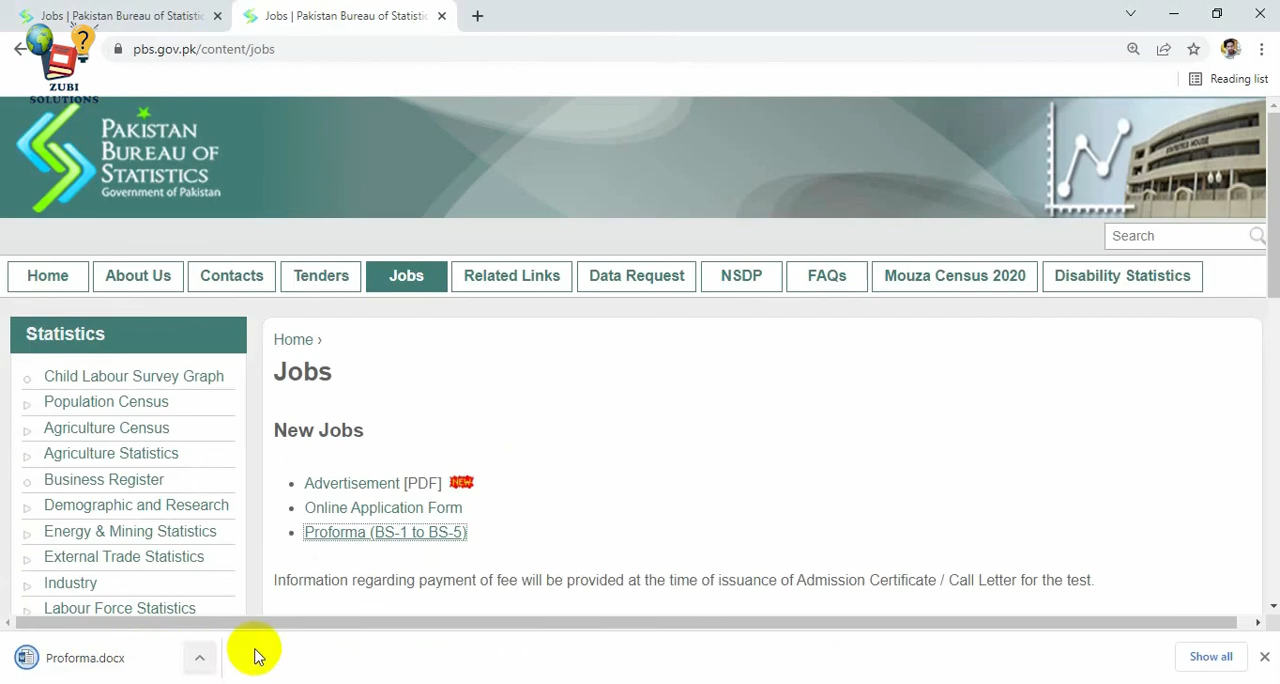 Jobs | Pakistan Bureau of Statistic
Jobs | Pakistan Bureau of Statistic
pbs.gov.pk/content/jobs
Reading list
ZUBI
SOLUTIONS
PAKISTAN
BUREAU OF
STATISTICS
Government of Pakistan
STATISTICS HOUSE
Search
Home
About Us
Contacts
Tenders
Jobs
Related Links
Data Request
NSDP
FAQs
Mouza Census 2020
Disability Statistics
Statistics
Child Labour Survey Graph
Population Census
Agriculture Census
Agriculture Statistics
Business Register
Demographic and Research
Energy & Mining Statistics
External Trade Statistics
Industry
Labour Force Statistics
Home ›
Jobs
New Jobs
Advertisement [PDF] NEW
Online Application Form
Proforma (BS-1 to BS-5)
Information regarding payment of fee will be provided at the time of issuance of Admission Certificate / Call Letter for the test.
Proforma.docx
Show all